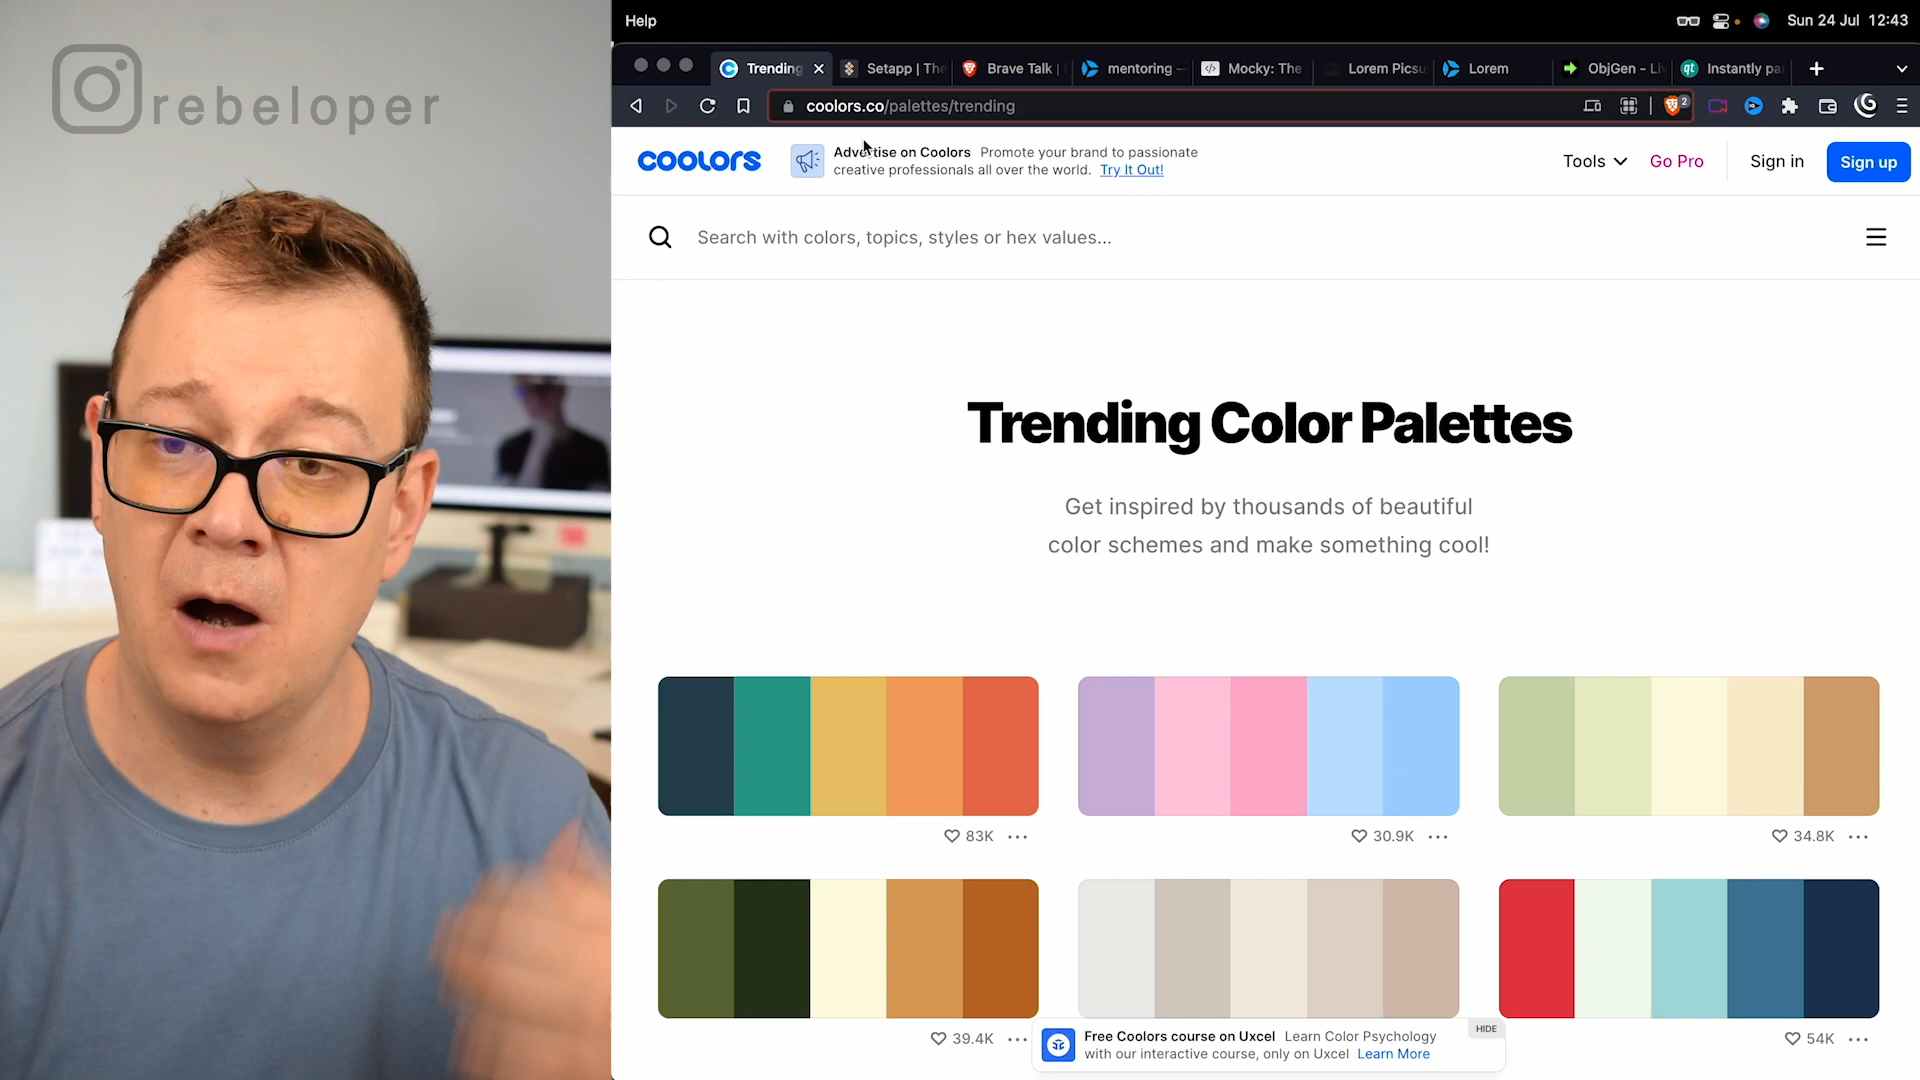 rebeloper
Help
Sun 24 Jul 12:43
Trending
Setapp | The
Brave Talk |
mentoring –
Mocky: The
Lorem Picsu
Lorem
ObjGen - Liv
qt
Instantly par
coolors.co/palettes/trending
2
coolors
Advertise on Coolors Promote your brand to passionate
creative professionals all over the world. Try It Out!
Tools
Go Pro
Sign in
Sign up
Search with colors, topics, styles or hex values...
Trending Color Palettes
Get inspired by thousands of beautiful
color schemes and make something cool!
83K
30.9K
34.8K
39.4K
54K
Free Coolors course on Uxcel Learn Color Psychology
with our interactive course, only on Uxcel Learn More
HIDE